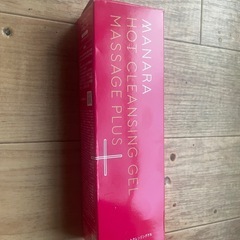 MANARA
HOT CLEANSING GEL
MASSAGE PLUS
+